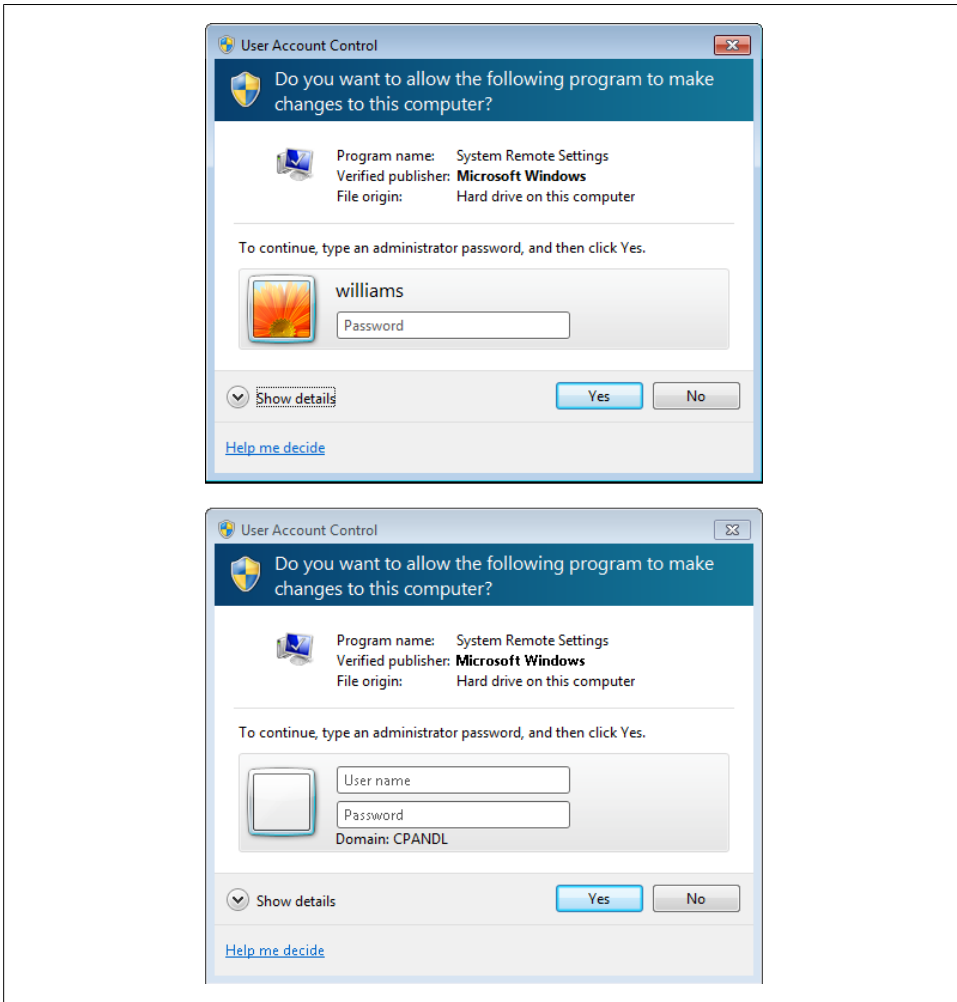 User Account Control
Do you want to allow the following program to make
changes to this computer?
Program name: System Remote Settings
Verified publisher: Microsoft Windows
File origin: Hard drive on this computer
To continue, type an administrator password, and then click Yes.
williams
Password
Show details Yes No
Help me decide
User Account Control
Do you want to allow the following program to make
changes to this computer?
Program name: System Remote Settings
Verified publisher: Microsoft Windows
File origin: Hard drive on this computer
To continue, type an administrator password, and then click Yes.
User name
Password
Domain: CPANDL
Show details Yes No
Help me decide